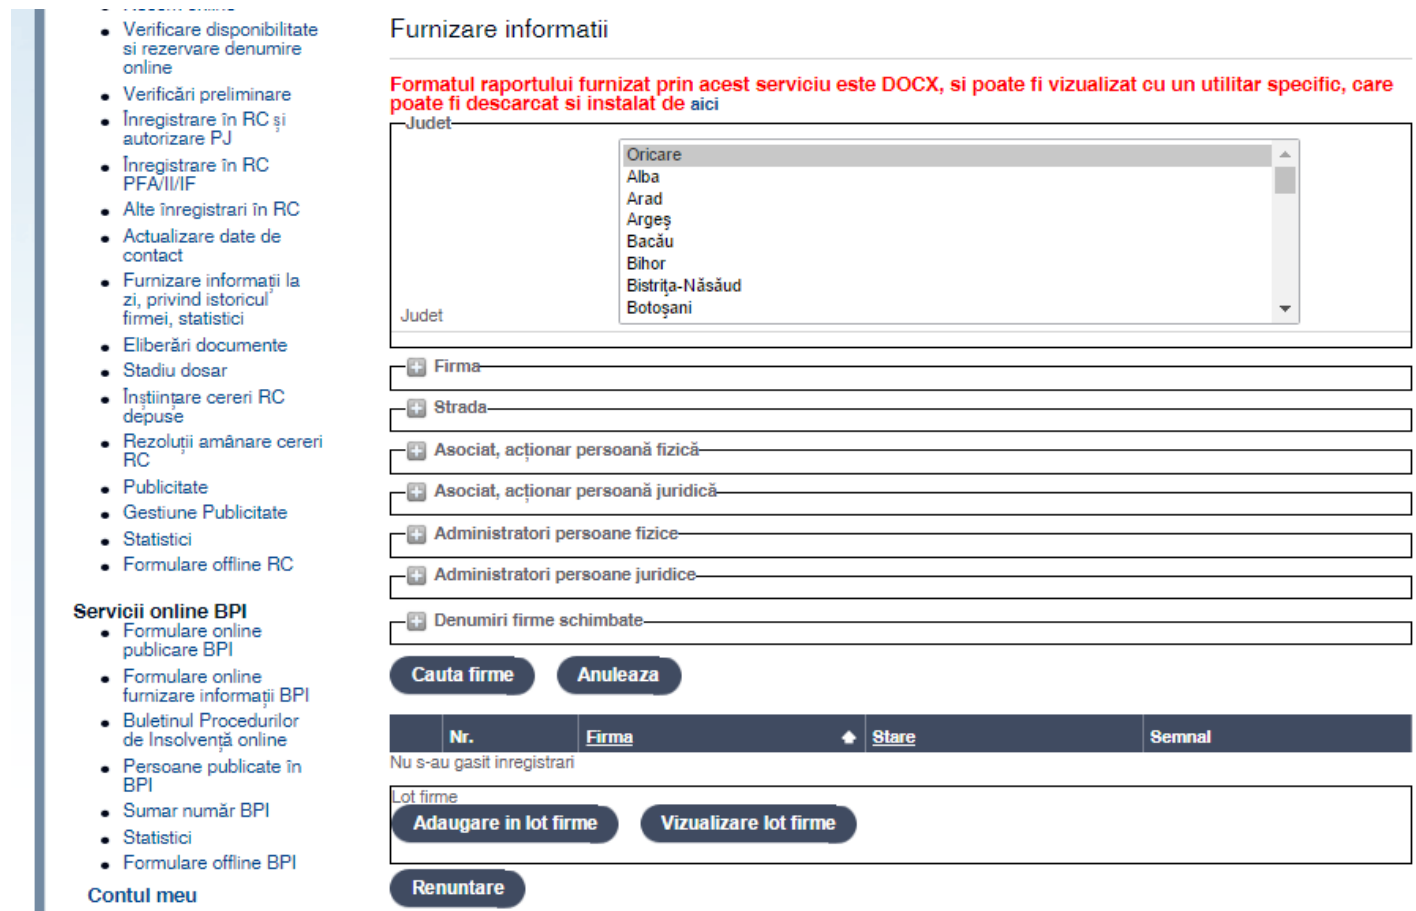 Verificare disponibilitate
si rezervare denumire
online
Verificări preliminare
Înregistrare în RC și
autorizare PJ
Înregistrare în RC
PFA/II/IF
Alte înregistrari în RC
Actualizare date de
contact
Furnizare informații la
zi, privind istoricul
firmei, statistici
Eliberări documente
Stadiu dosar
Înștiințare cereri RC
depuse
Rezoluții amânare cereri
RC
Publicitate
Gestiune Publicitate
Statistici
Formulare offline RC
Servicii online BPI
Formulare online
publicare BPI
Formulare online
furnizare informații BPI
Buletinul Procedurilor
de Insolvență online
Persoane publicate în
BPI
Sumar număr BPI
Statistici
Formulare offline BPI
Contul meu
Furnizare informatii
Formatul raportului furnizat prin acest serviciu este DOCX, si poate fi vizualizat cu un utilitar specific, care
poate fi descarcat si instalat de aici
Judet
Oricare
Alba
Arad
Argeş
Bacău
Bihor
Bistriţa-Năsăud
Botoşani
Judet
Firma
Strada
Asociat, acționar persoană fizică
Asociat, acționar persoană juridică
Administratori persoane fizice
Administratori persoane juridice
Denumiri firme schimbate
Cauta firme Anuleaza
Nr. Firma Stare Semnal
Nu s-au gasit inregistrari
Lot firme
Adaugare in lot firme Vizualizare lot firme
Renuntare